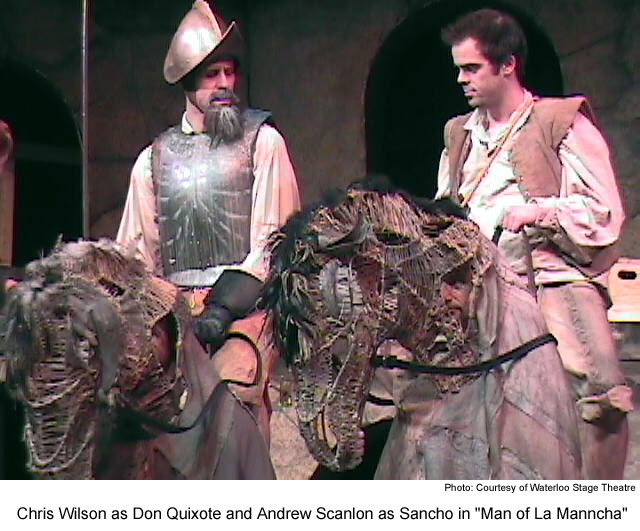 Photo: Courtesy of Waterloo Stage Theatre
Chris Wilson as Don Quixote and Andrew Scanlon as Sancho in "Man of La Manncha"